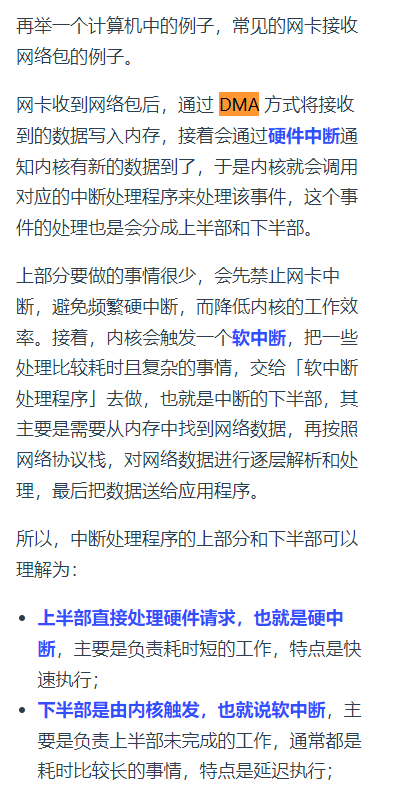 再举一个计算机中的例子，常见的网卡接收
网络包的例子。
网卡收到网络包后，通过 DMA 方式将接收
到的数据写入内存，接着会通过硬件中断通
知内核有新的数据到了，于是内核就会调用
对应的中断处理程序来处理该事件，这个事
件的处理也是会分成上半部和下半部。
上部分要做的事情很少，会先禁止网卡中
断，避免频繁硬中断，而降低内核的工作效
率。接着，内核会触发一个软中断，把一些
处理比较耗时且复杂的事情，交给「软中断
处理程序」去做，也就是中断的下半部，其
主要是需要从内存中找到网络数据，再按照
网络协议栈，对网络数据进行逐层解析和处
理，最后把数据送给应用程序。
所以，中断处理程序的上部分和下半部可以
理解为：
• 上半部直接处理硬件请求，也就是硬中
断，主要是负责耗时短的工作，特点是快
速执行；
• 下半部是由内核触发，也就说软中断，主
要是负责上半部未完成的工作，通常都是
耗时比较长的事情，特点是延迟执行；